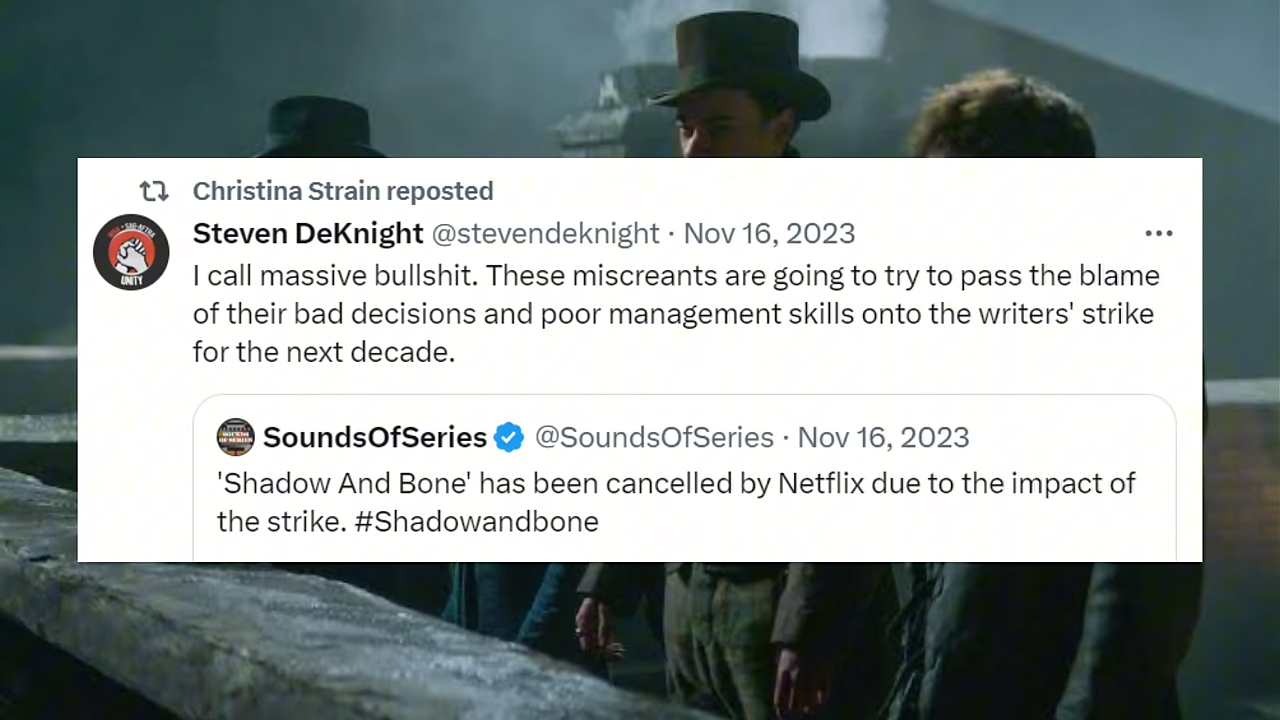 Christina Strain reposted
Steven DeKnight @stevendeknight · Nov 16, 2023
I call massive bullshit. These miscreants are going to try to pass the blame
of their bad decisions and poor management skills onto the writers' strike
for the next decade.
UNITY
SoundsOfSeries @SoundsOfSeries · Nov 16, 2023
'Shadow And Bone' has been cancelled by Netflix due to the impact of
the strike. #Shadowandbone